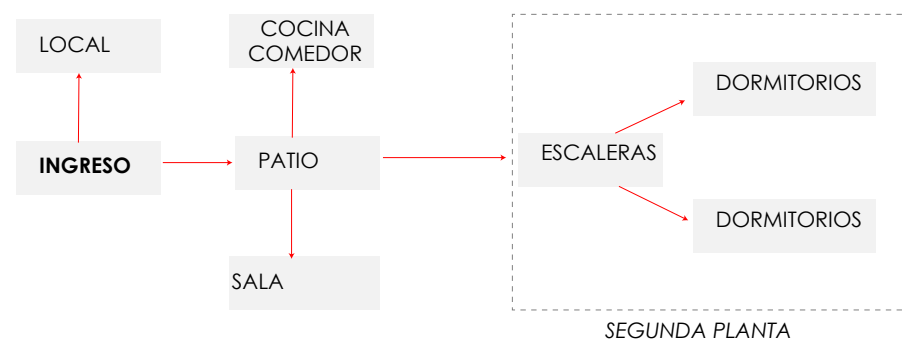 LOCAL
COCINA
COMEDOR
DORMITORIOS
INGRESO
PATIO
ESCALERAS
DORMITORIOS
SALA
SEGUNDA PLANTA